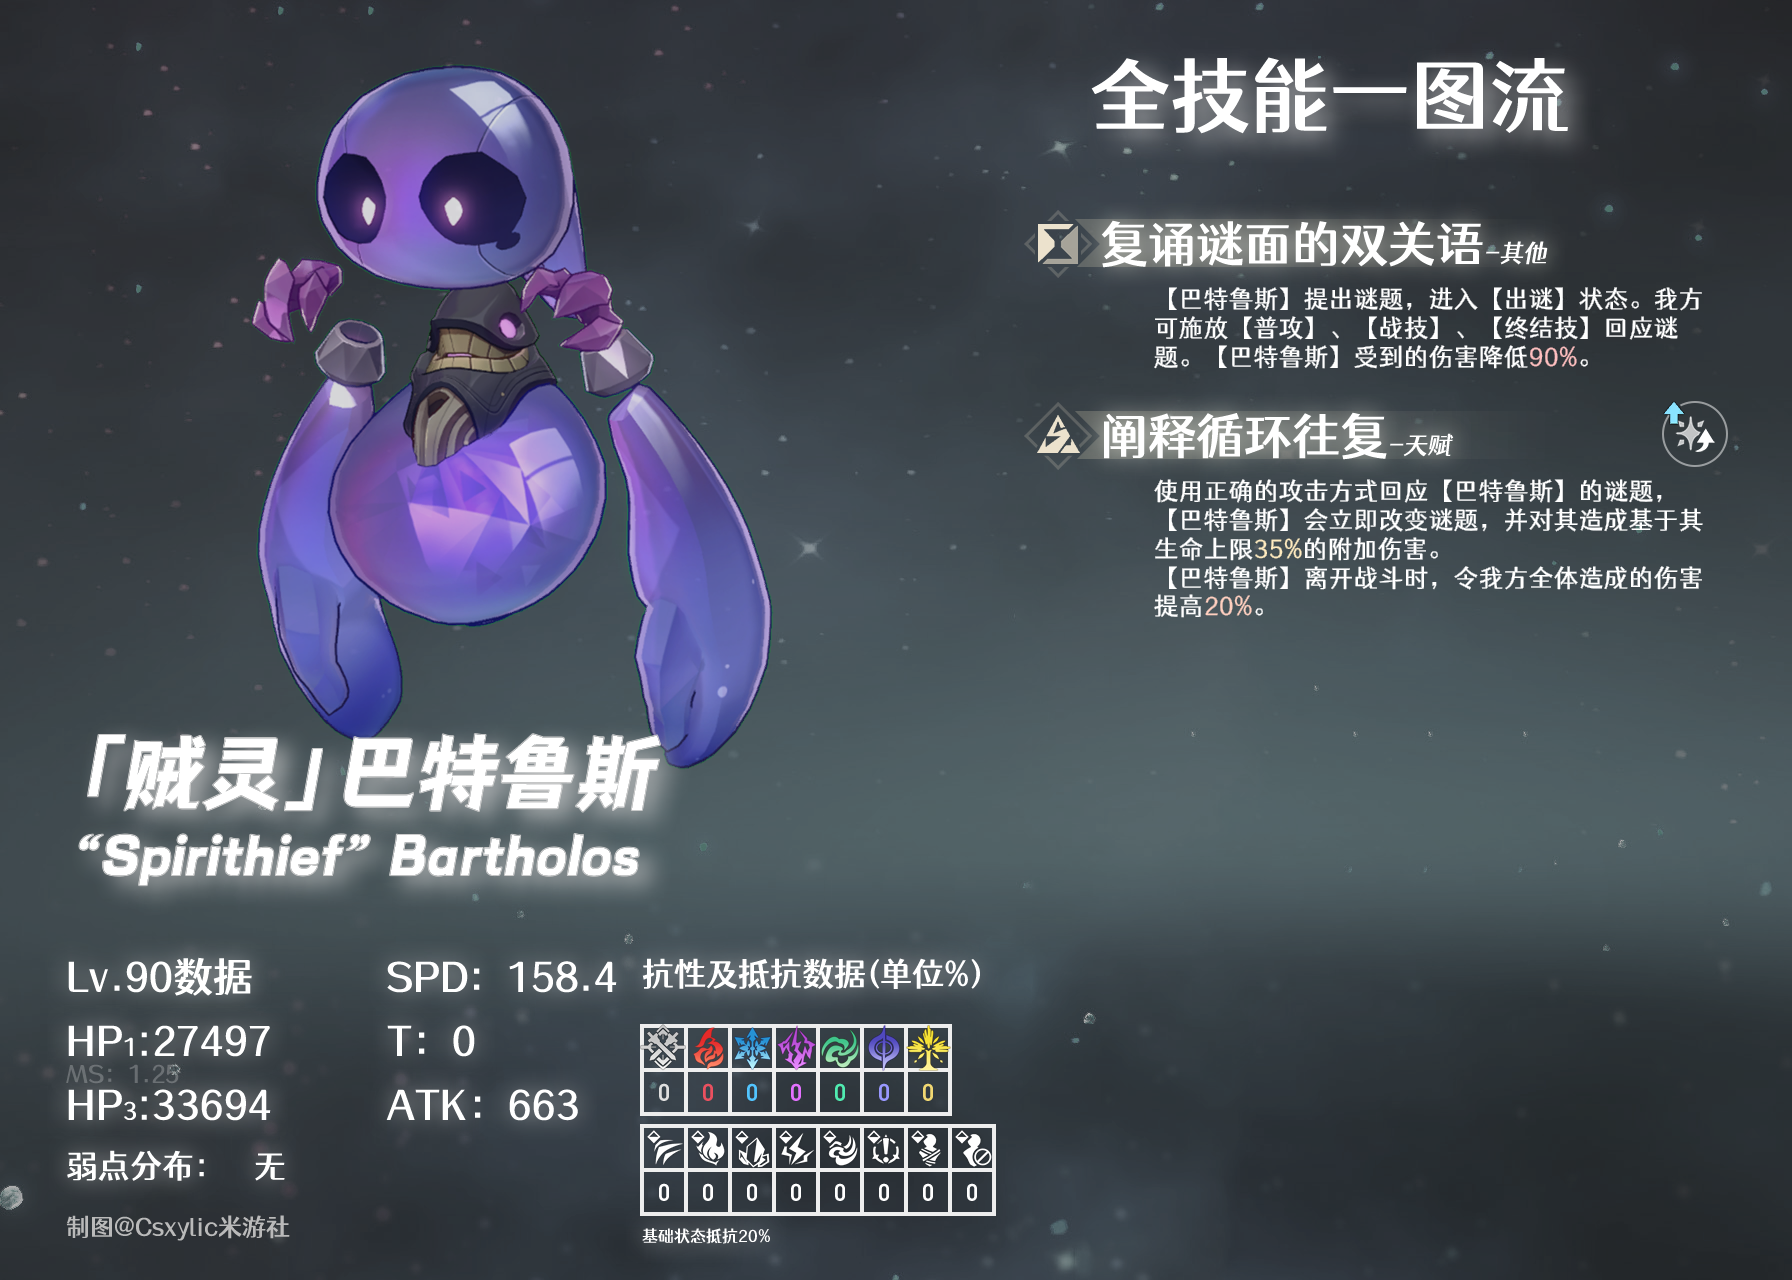 全技能一图流
复诵谜面的双关语-其他
【巴特鲁斯】提出谜题，进入【出谜】状态。我方
可施放【普攻】、【战技】、【终结技】回应谜
题。【巴特鲁斯】受到的伤害降低90%。
阐释循环往复-天赋
使用正确的攻击方式回应【巴特鲁斯】的谜题，
【巴特鲁斯】会立即改变谜题，并对其造成基于其
生命上限35%的附加伤害。
【巴特鲁斯】离开战斗时，令我方全体造成的伤害
提高20%。
「贼灵」巴特鲁斯
“Spirithief” Bartholos
Lv.90数据
SPD: 158.4
HP1:27497
T: 0
MS: 1.25
HP3:33694
ATK: 663
弱点分布： 无
制图@Csxylic米游社
抗性及抵抗数据(单位%)
0 0 0 0 0 0 0
0 0 0 0 0 0 0 0
基础状态抵抗20%